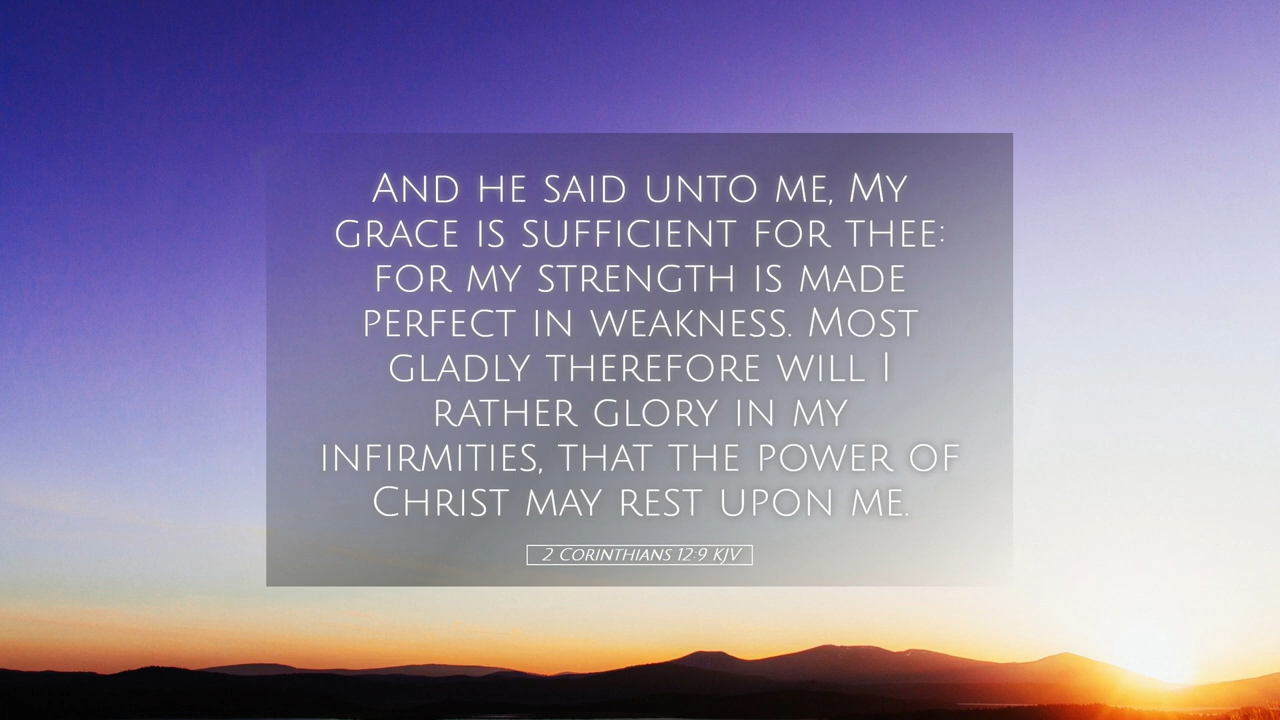 And he said unto me, My
grace is sufficient for thee:
for my strength is made
perfect in weakness. Most
gladly therefore will I
rather glory in my
infirmities, that the power of
Christ may rest upon me.
2 Corinthians 12:9 KJV